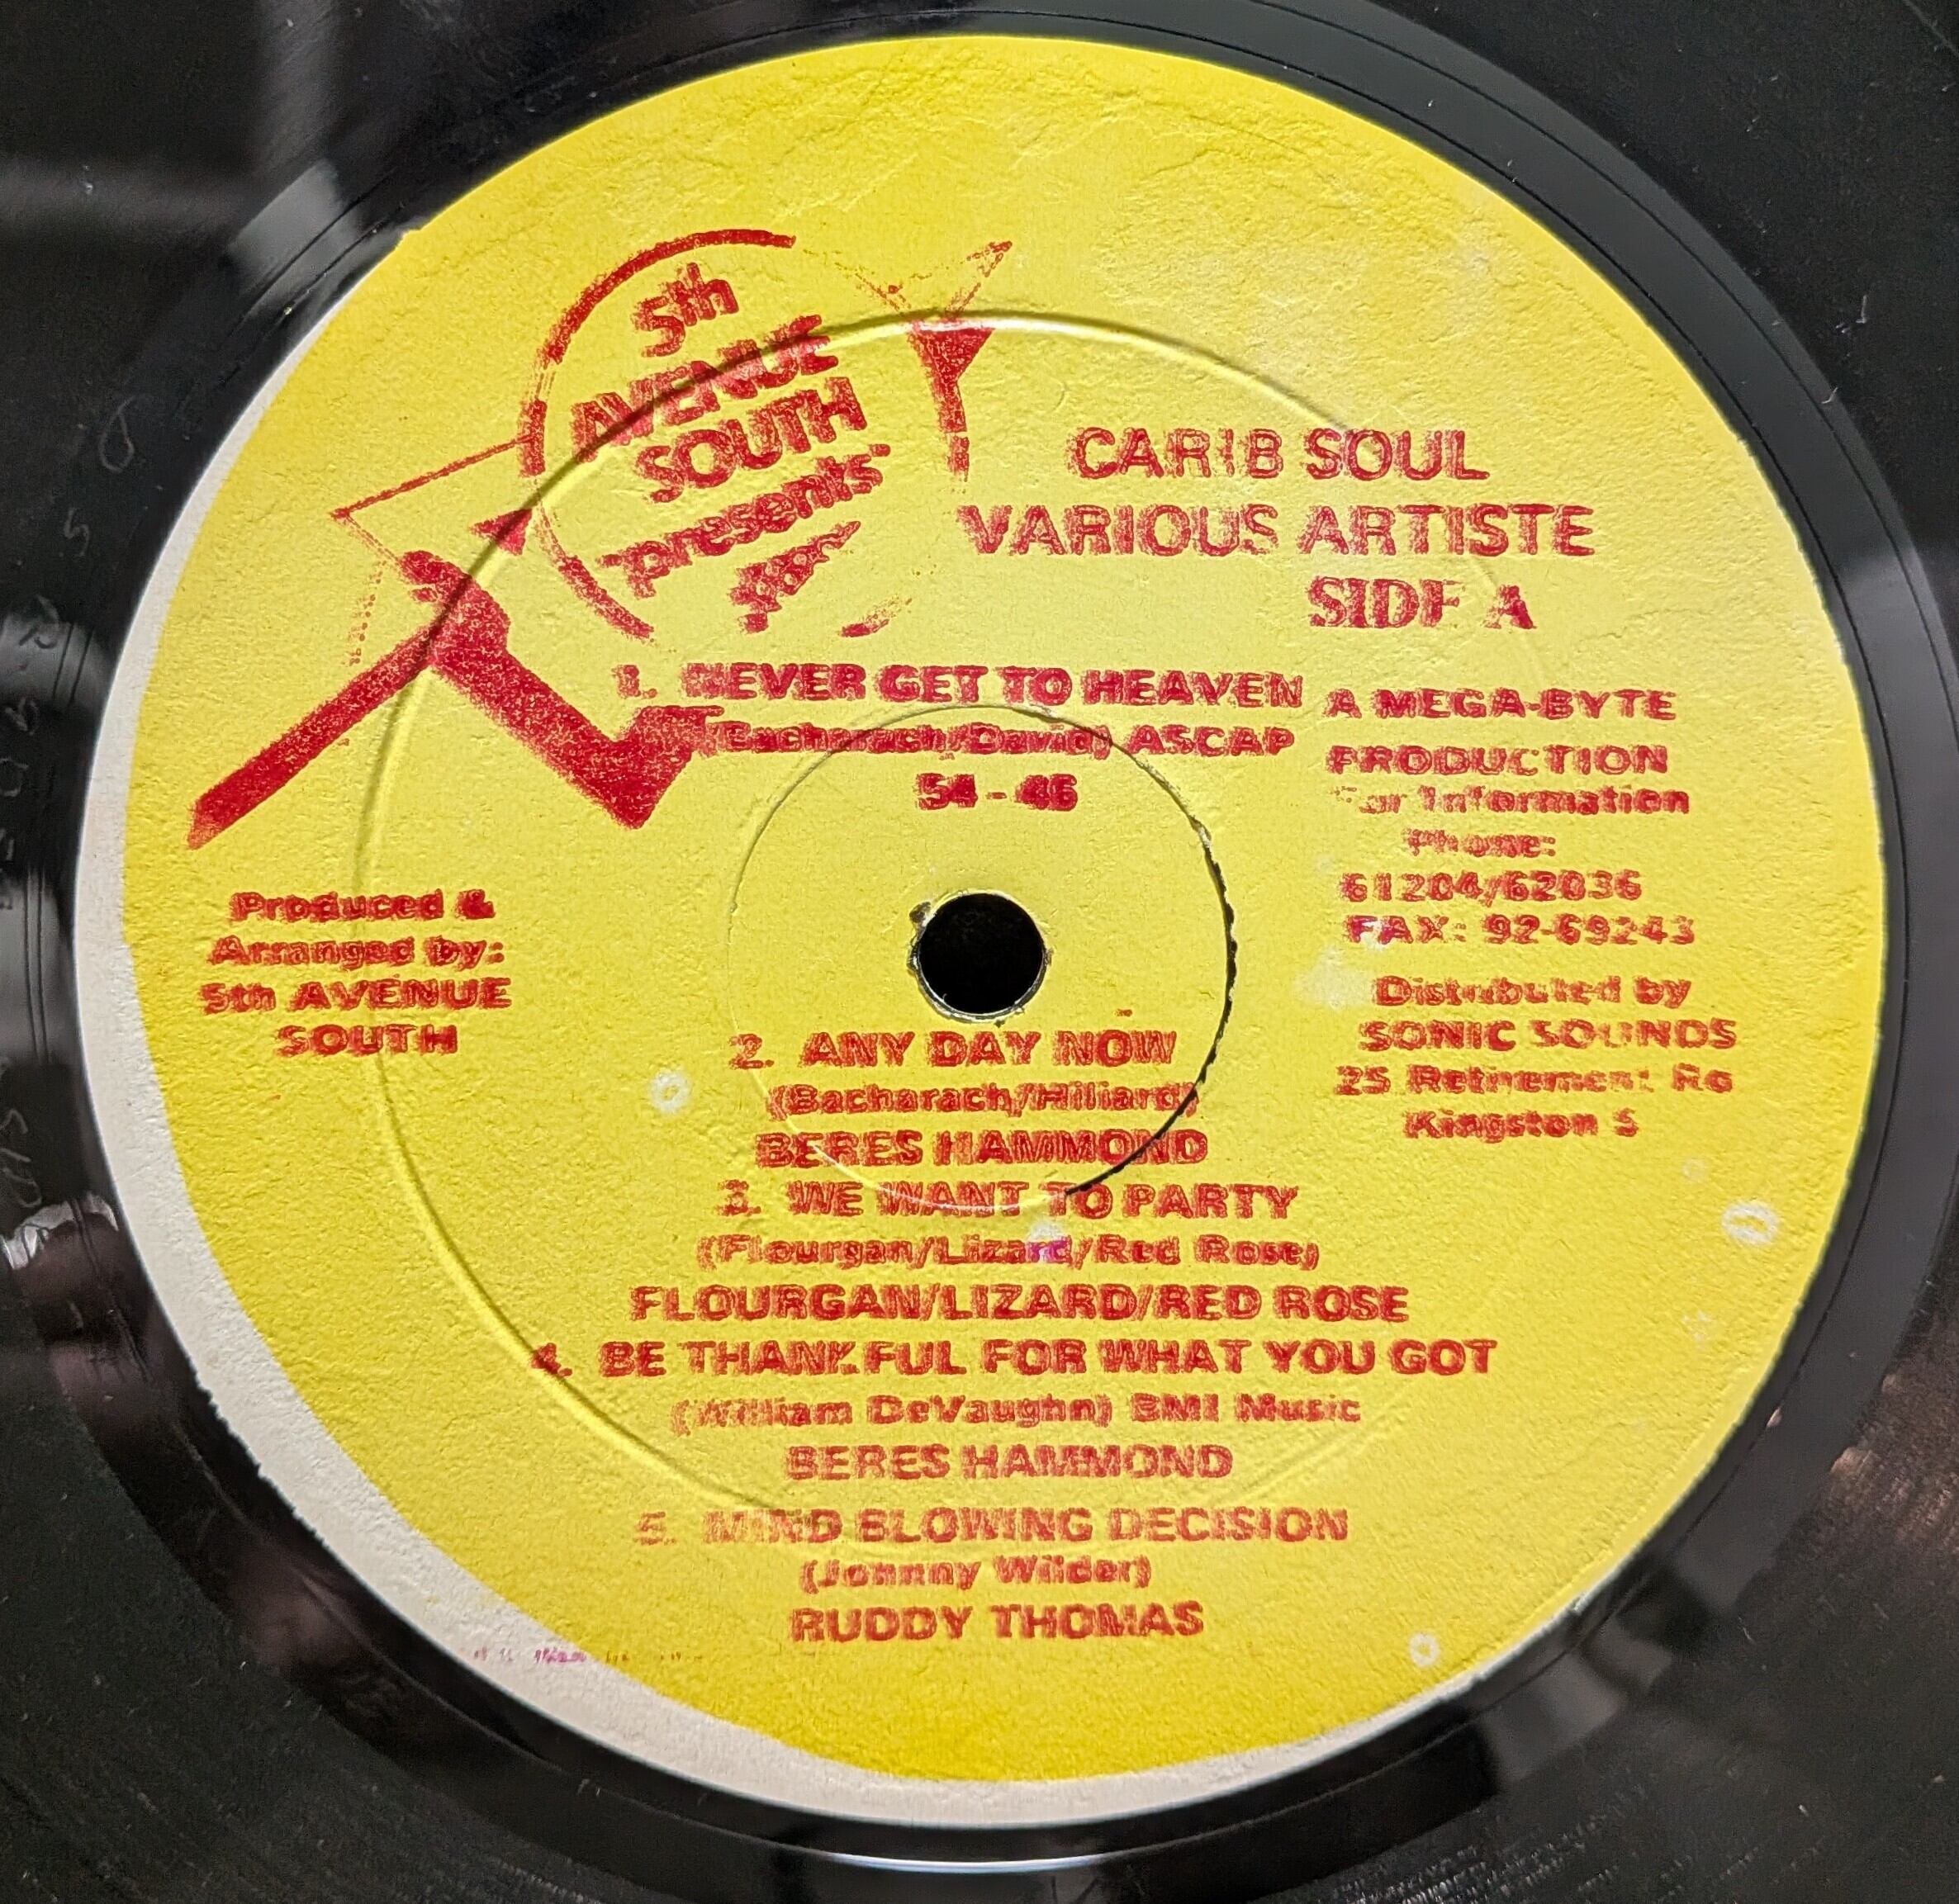 5th
AVENUE
SOUTH
"presents"
CARIB SOUL
VARIOUS ARTISTE
SIDE A
1. NEVER GET TO HEAVEN
(Bacharach/David) ASCAP
54 - 46
A MEGA-BYTE
PRODUCTION
For Information
Phone:
61204/62036
FAX: 92-69243
Distributed by
SONIC SOUNDS
25 Retirement Rd
Kingston 5
Produced &
Arranged by:
5th AVENUE
SOUTH
2. ANY DAY NOW
(Bacharach/Hilliard)
BERES HAMMOND
3. WE WANT TO PARTY
(Flourgan/Lizard/Red Rose)
FLOURGAN/LIZARD/RED ROSE
4. BE THANKFUL FOR WHAT YOU GOT
(William DeVaughn) BMI Music
BERES HAMMOND
5. MIND BLOWING DECISION
(Johnny Wilder)
RUDDY THOMAS